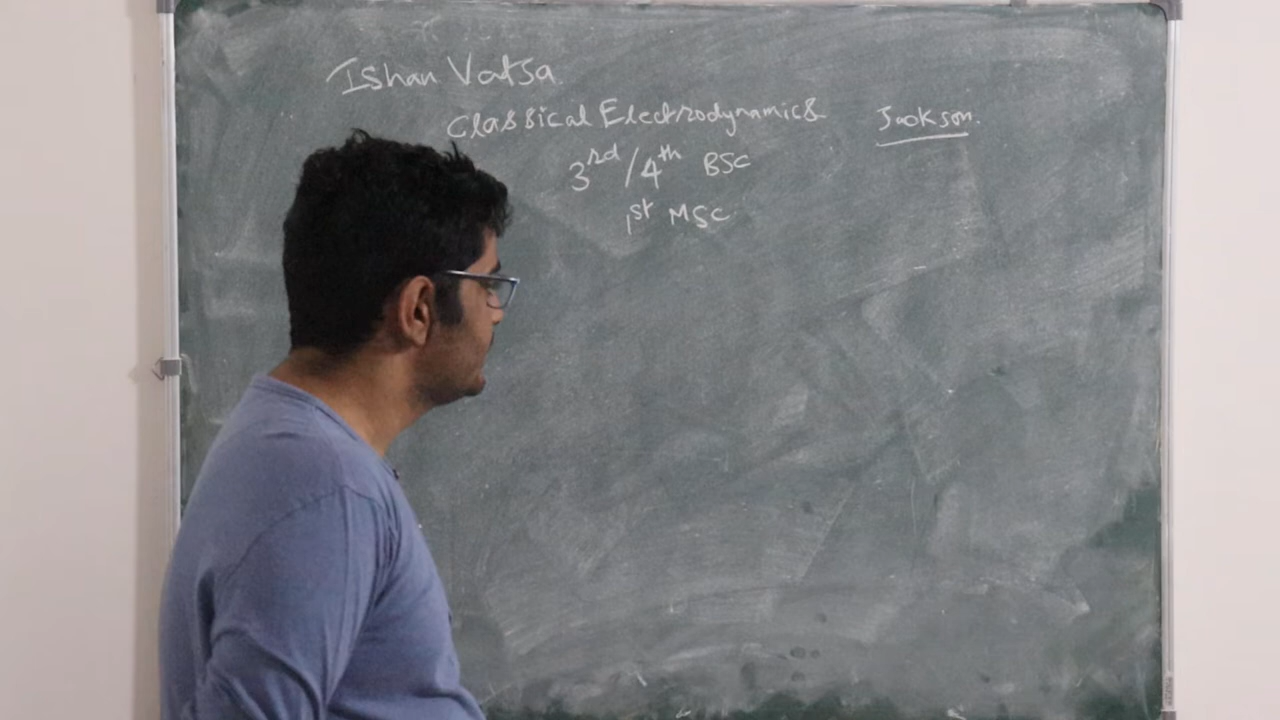 Ishan Vatsa
Classical Electrodynamics Jackson.
3rd/4th BSC
1st MSC